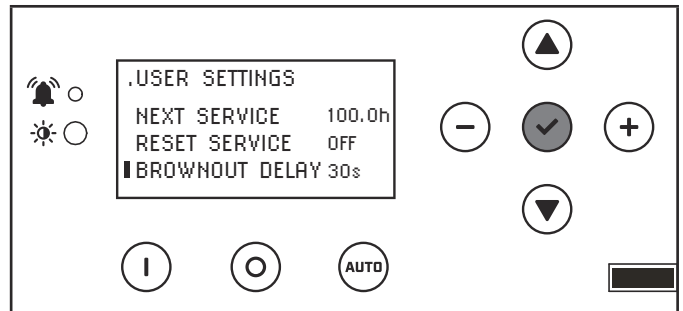 .USER SETTINGS
NEXT SERVICE 100.0h
RESET SERVICE OFF
BROWNOUT DELAY 30s
AUTO